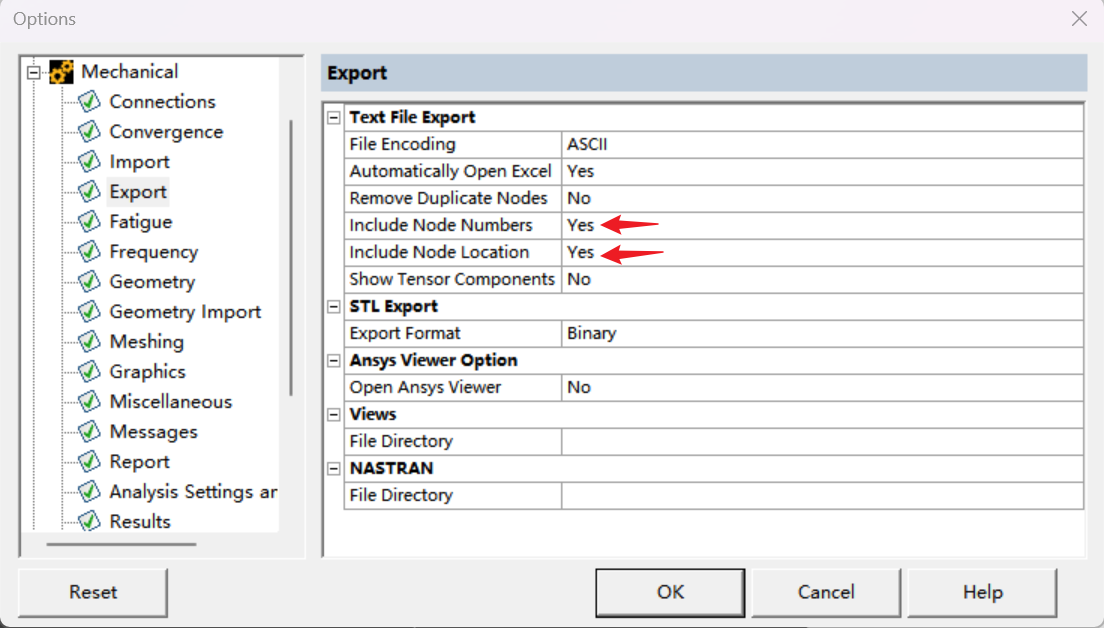 Options
Mechanical
Connections
Convergence
Import
Export
Fatigue
Frequency
Geometry
Geometry Import
Meshing
Graphics
Miscellaneous
Messages
Report
Analysis Settings ar
Results
Export
Text File Export
File Encoding ASCII
Automatically Open Excel Yes
Remove Duplicate Nodes No
Include Node Numbers Yes
Include Node Location Yes
Show Tensor Components No
STL Export
Export Format Binary
Ansys Viewer Option
Open Ansys Viewer No
Views
File Directory
NASTRAN
File Directory
Reset OK Cancel Help